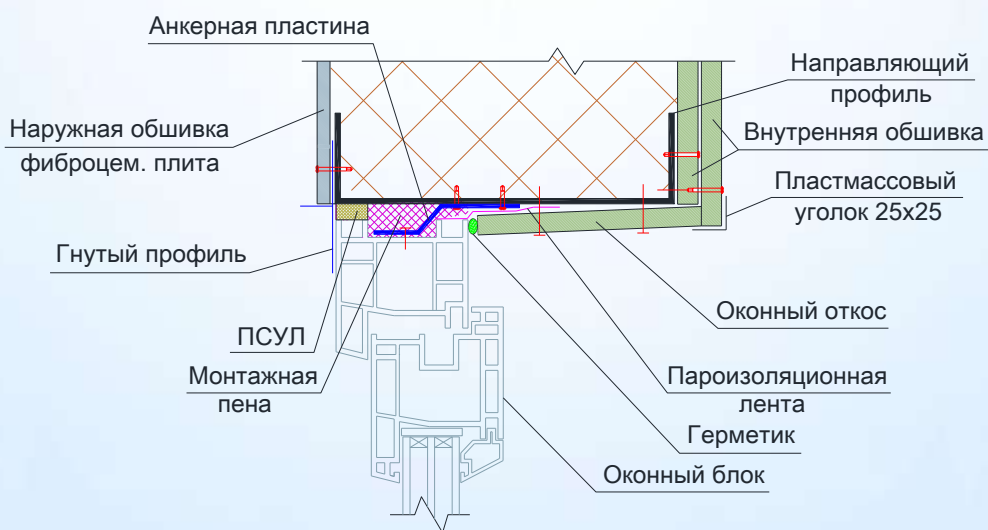 Анкерная пластина
Направляющий
профиль
Наружная обшивка
фиброцем. плита
Внутренняя обшивка
Пластмассовый
уголок 25х25
Гнутый профиль
Оконный откос
ПСУЛ
Монтажная
пена
Пароизоляционная
лента
Герметик
Оконный блок